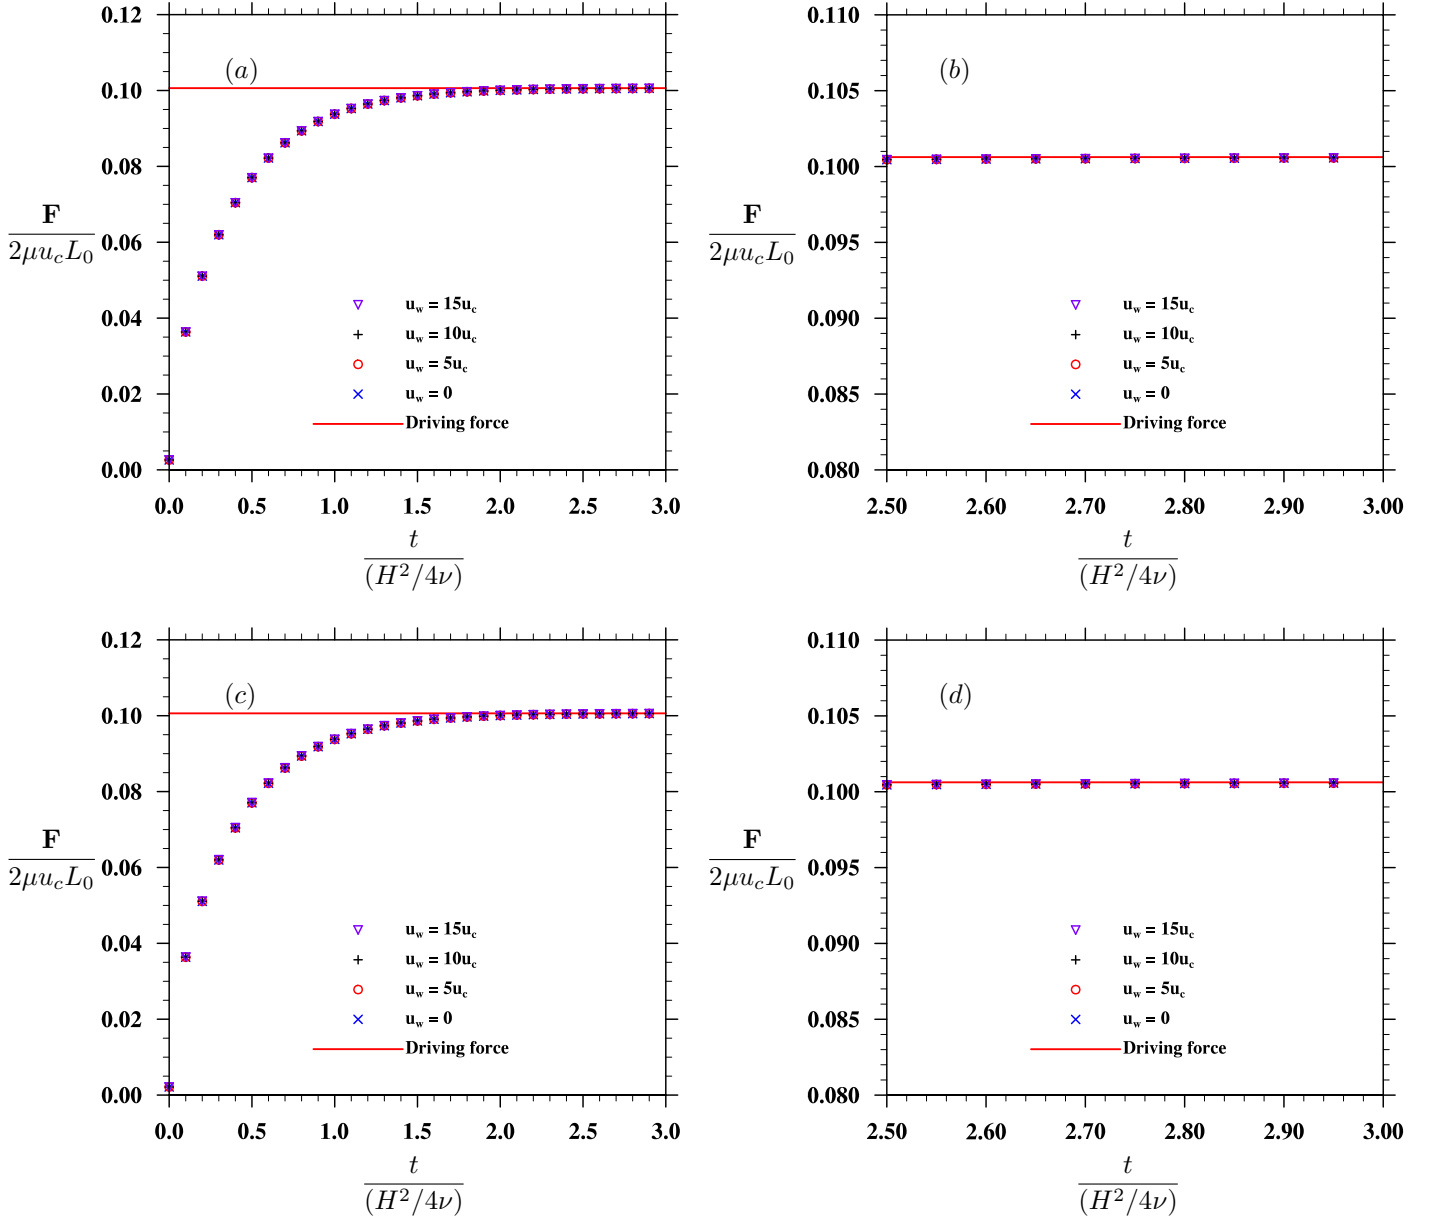 (a)
0.12
0.10
0.08
0.06
0.04
0.02
0.00
F
2μu_cL_0
u_w = 15u_c
u_w = 10u_c
u_w = 5u_c
u_w = 0
Driving force
0.0 0.5 1.0 1.5 2.0 2.5 3.0
t
(H²/4ν)
(b)
0.110
0.105
0.100
0.095
0.090
0.085
0.080
F
2μu_cL_0
u_w = 15u_c
u_w = 10u_c
u_w = 5u_c
u_w = 0
Driving force
2.50 2.60 2.70 2.80 2.90 3.00
t
(H²/4ν)
(c)
0.12
0.10
0.08
0.06
0.04
0.02
0.00
F
2μu_cL_0
u_w = 15u_c
u_w = 10u_c
u_w = 5u_c
u_w = 0
Driving force
0.0 0.5 1.0 1.5 2.0 2.5 3.0
t
(H²/4ν)
(d)
0.110
0.105
0.100
0.095
0.090
0.085
0.080
F
2μu_cL_0
u_w = 15u_c
u_w = 10u_c
u_w = 5u_c
u_w = 0
Driving force
2.50 2.60 2.70 2.80 2.90 3.00
t
(H²/4ν)